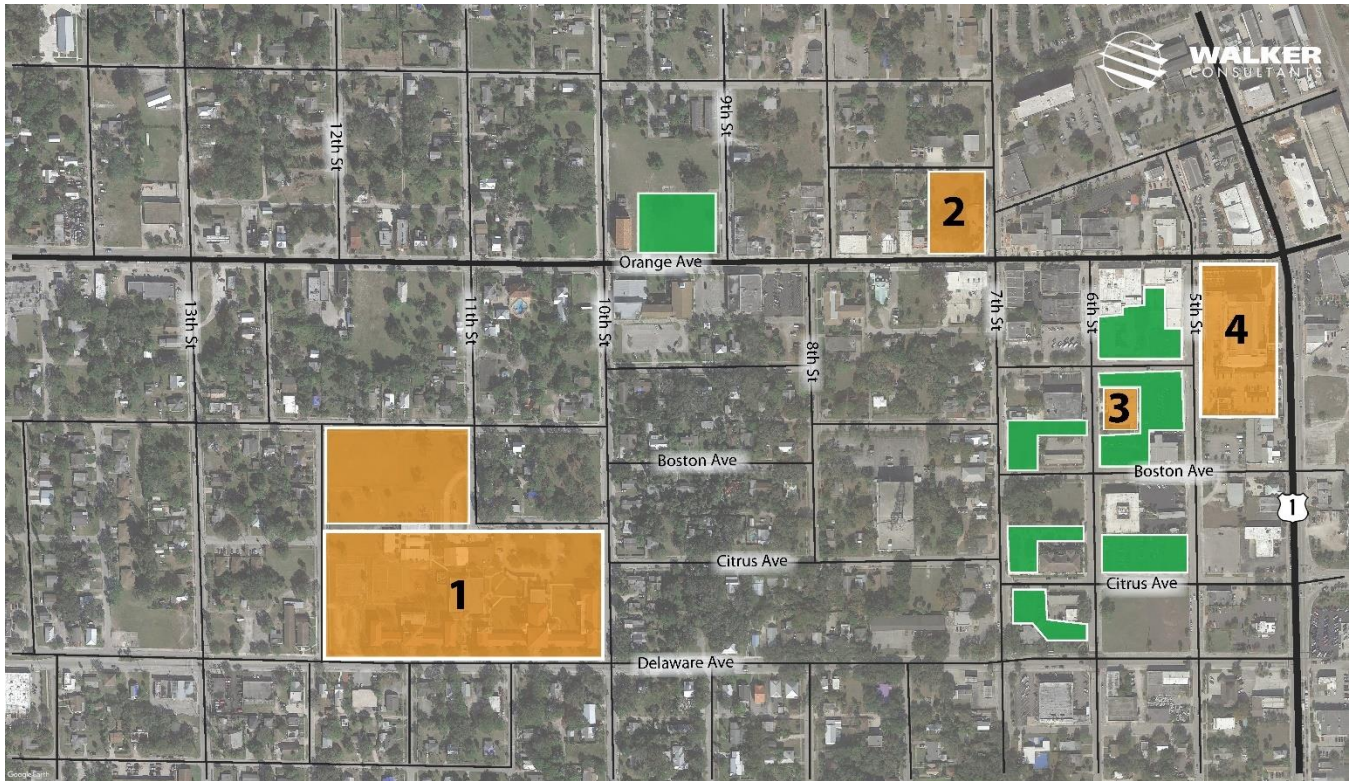 WALKER
CONSULTANTS
12th St
9th St
2
Orange Ave
13th St
11th St
10th St
8th St
7th St
6th St
5th St
4
3
Boston Ave
Boston Ave
1
Citrus Ave
Citrus Ave
1
Delaware Ave
Google Earth